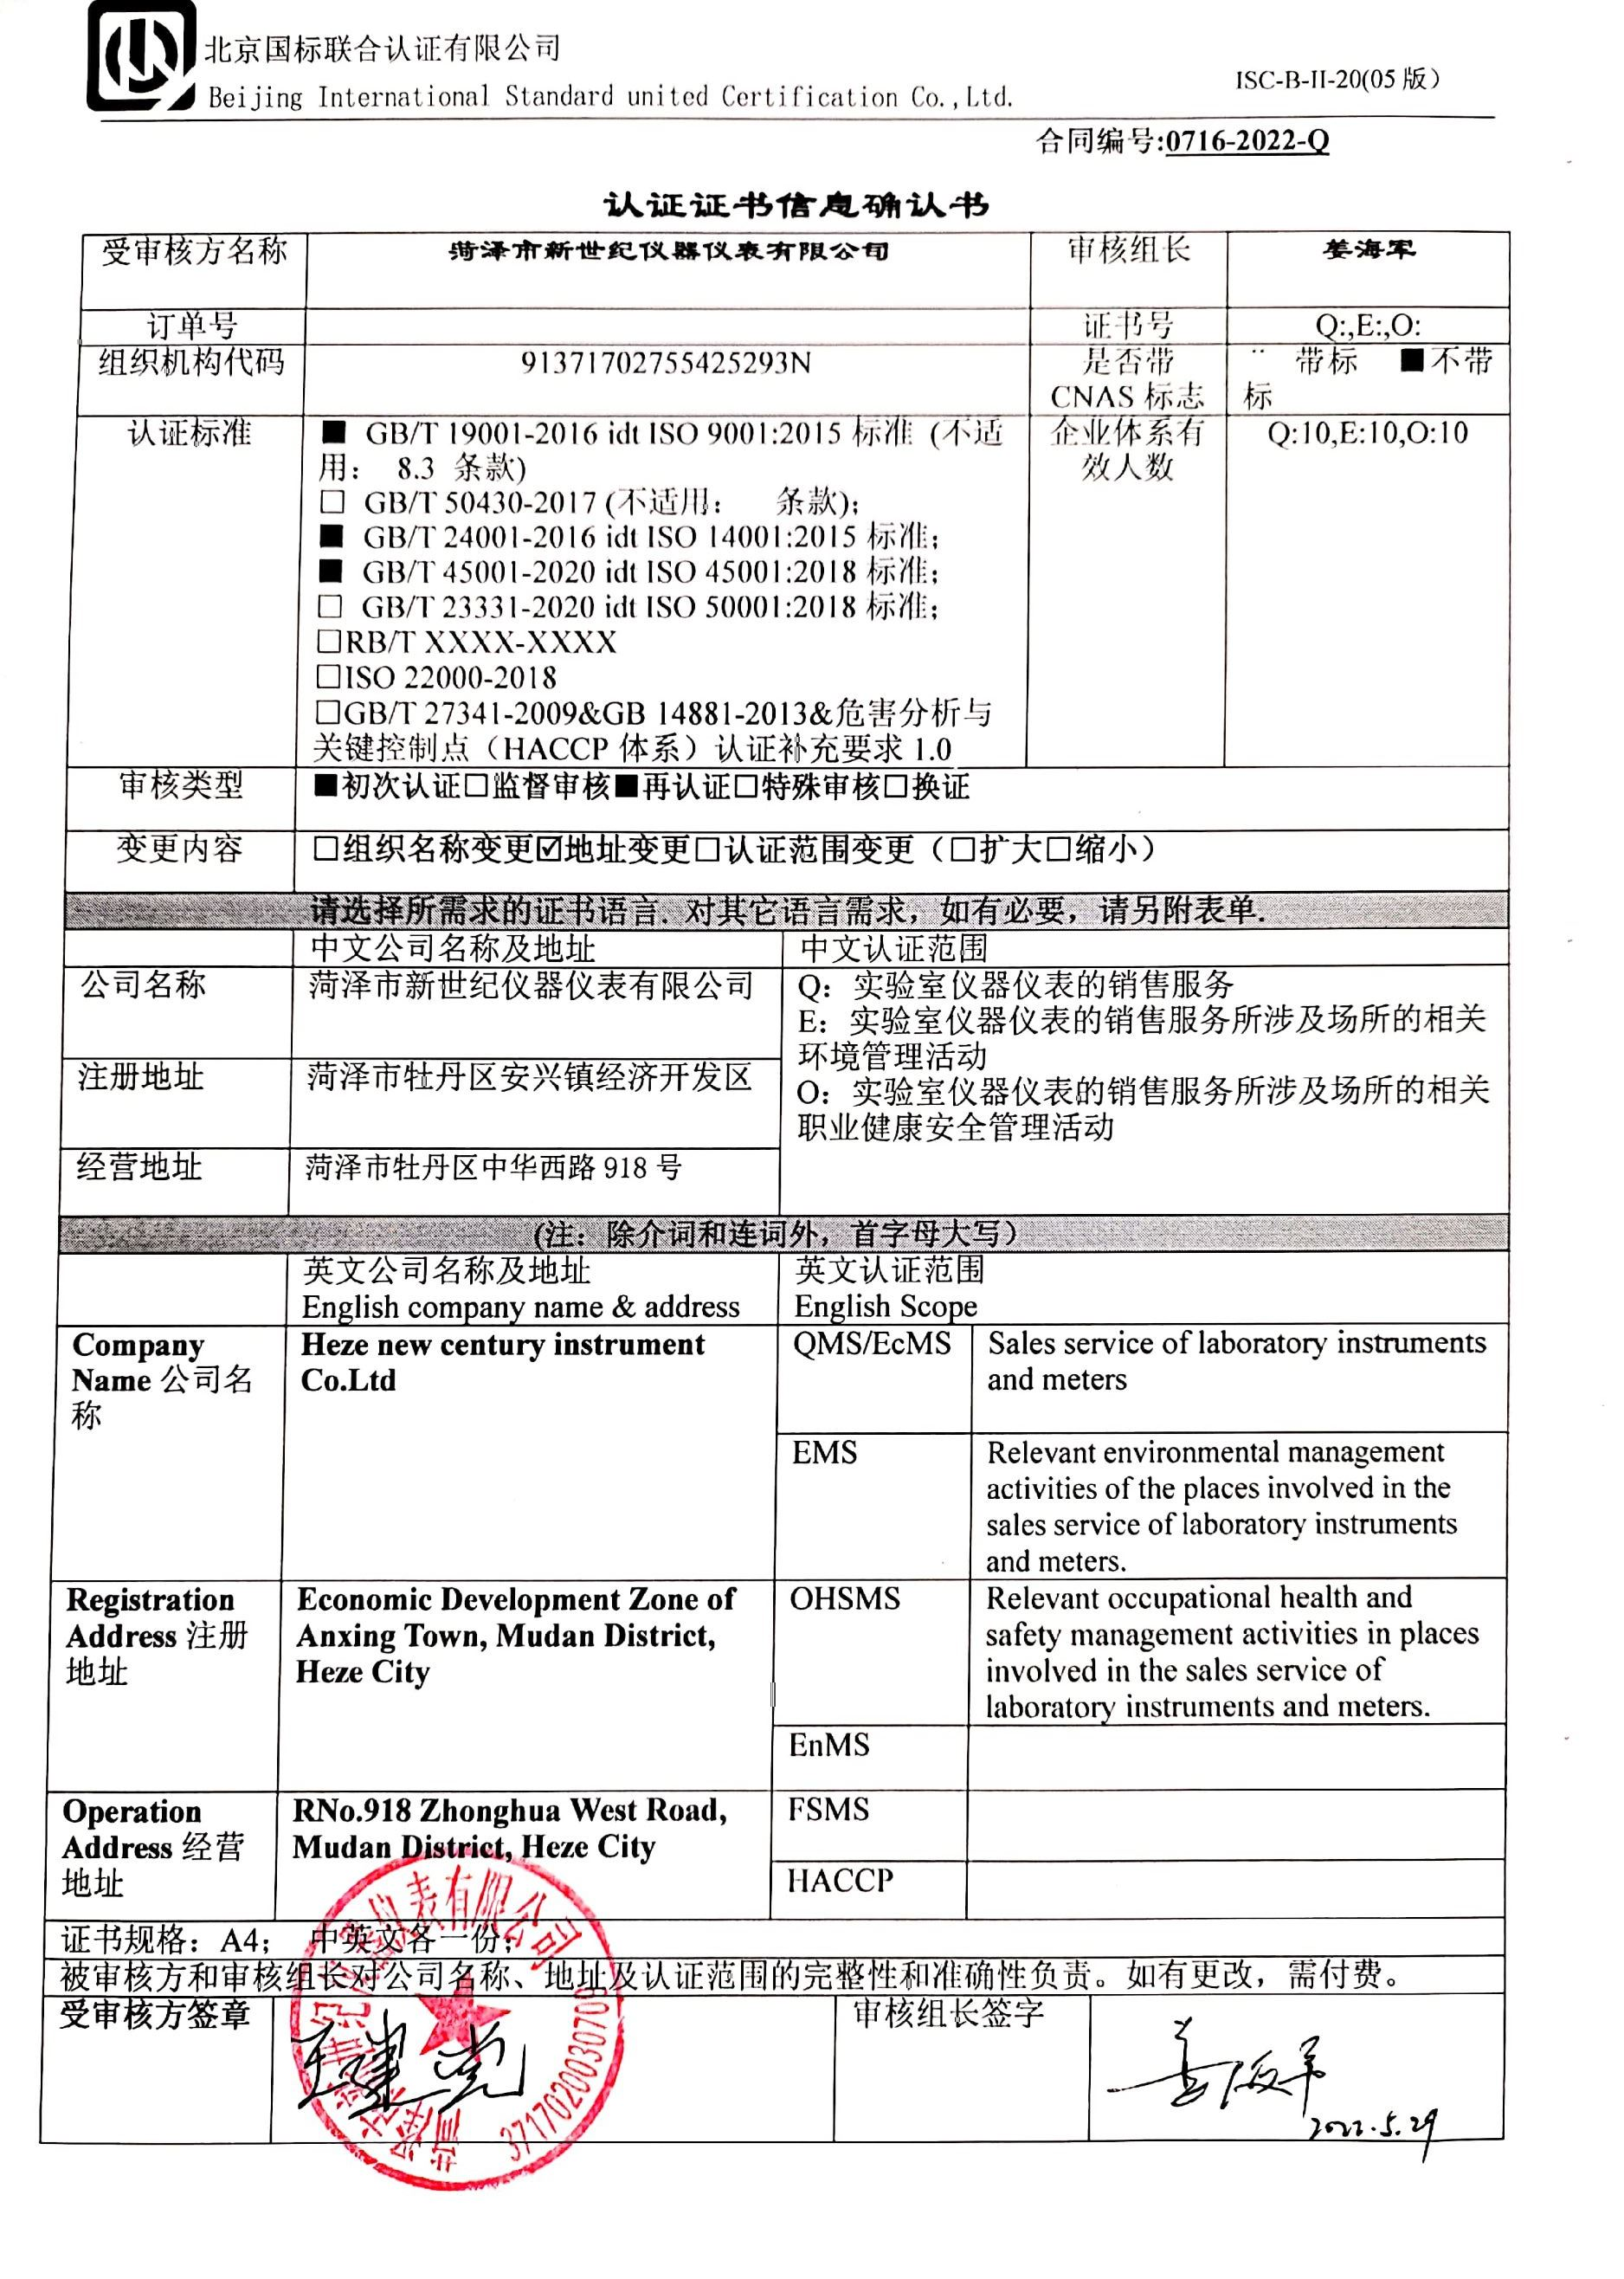 北京国标联合认证有限公司
Beijing International Standard united Certification Co.,Ltd.
ISC-B-II-20(05 版)
合同编号:0716-2022-Q
认证证书信息确认书
受审核方名称 菏泽市新世纪仪器仪表有限公司 审核组长 姜海军
订单号 证书号 Q:,E:,O:
组织机构代码 91371702755425293N 是否带 ¨ 带标 ■不带
CNAS 标志 标
认证标准 ■ GB/T 19001-2016 idt ISO 9001:2015 标准 (不适 企业体系有 Q:10,E:10,O:10
用： 8.3 条款) 效人数
□ GB/T 50430-2017 (不适用： 条款);
■ GB/T 24001-2016 idt ISO 14001:2015 标准；
■ GB/T 45001-2020 idt ISO 45001:2018 标准；
□ GB/T 23331-2020 idt ISO 50001:2018 标准；
□RB/T XXXX-XXXX
□ISO 22000-2018
□GB/T 27341-2009&GB 14881-2013&危害分析与
关键控制点（HACCP 体系）认证补充要求 1.0
审核类型 ■初次认证□监督审核■再认证□特殊审核□换证
变更内容 □组织名称变更☑地址变更□认证范围变更（□扩大□缩小）
请选择所需求的证书语言. 对其它语言需求，如有必要，请另附表单.
中文公司名称及地址 中文认证范围
公司名称 菏泽市新世纪仪器仪表有限公司 Q：实验室仪器仪表的销售服务
E：实验室仪器仪表的销售服务所涉及场所的相关
环境管理活动
注册地址 菏泽市牡丹区安兴镇经济开发区
O：实验室仪器仪表的销售服务所涉及场所的相关
职业健康安全管理活动
经营地址 菏泽市牡丹区中华西路 918 号
(注：除介词和连词外，首字母大写）
英文公司名称及地址 英文认证范围
English company name & address English Scope
Company Heze new century instrument QMS/EcMS Sales service of laboratory instruments
Name 公司名 Co.Ltd and meters
称
EMS Relevant environmental management
activities of the places involved in the
sales service of laboratory instruments
and meters.
Registration Economic Development Zone of OHSMS Relevant occupational health and
Address 注册 Anxing Town, Mudan District, safety management activities in places
地址 Heze City involved in the sales service of
laboratory instruments and meters.
EnMS
Operation RNo.918 Zhonghua West Road, FSMS
Address 经营 Mudan District, Heze City
地址 HACCP
证书规格：A4； 中英文各一份；
被审核方和审核组长对公司名称、地址及认证范围的完整性和准确性负责。如有更改，需付费。
受审核方签章 审核组长签字
姜海军
2022.5.29
菏泽市新世纪仪器仪表有限公司